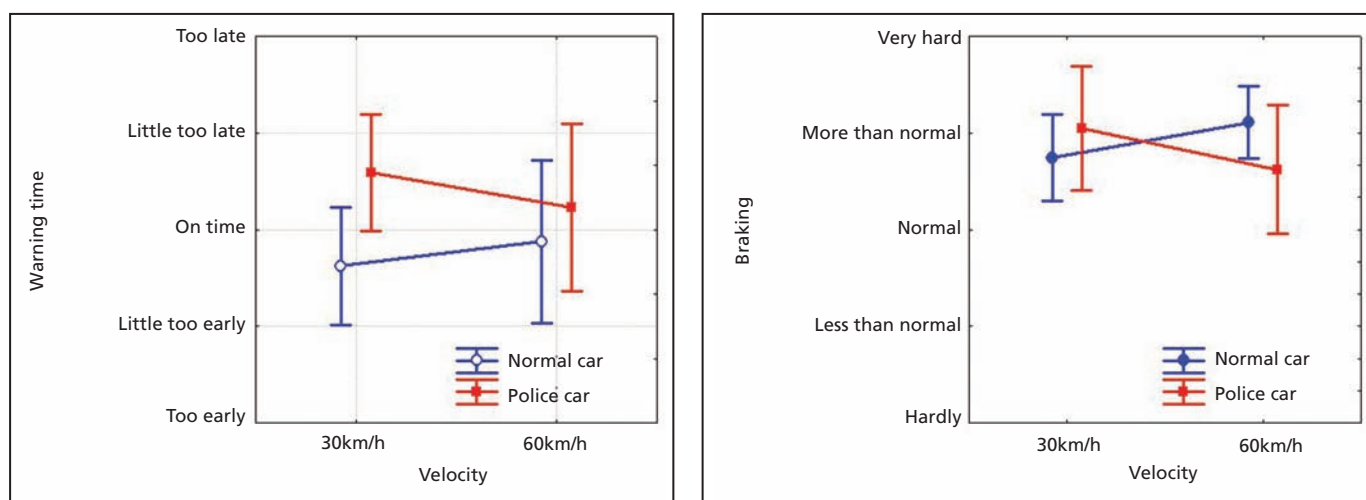 Too late
Little too late
On time
Little too early
Too early
Warning time
30km/h
60km/h
Velocity
Normal car
Police car
Very hard
More than normal
Normal
Less than normal
Hardly
Braking
30km/h
60km/h
Velocity
Normal car
Police car